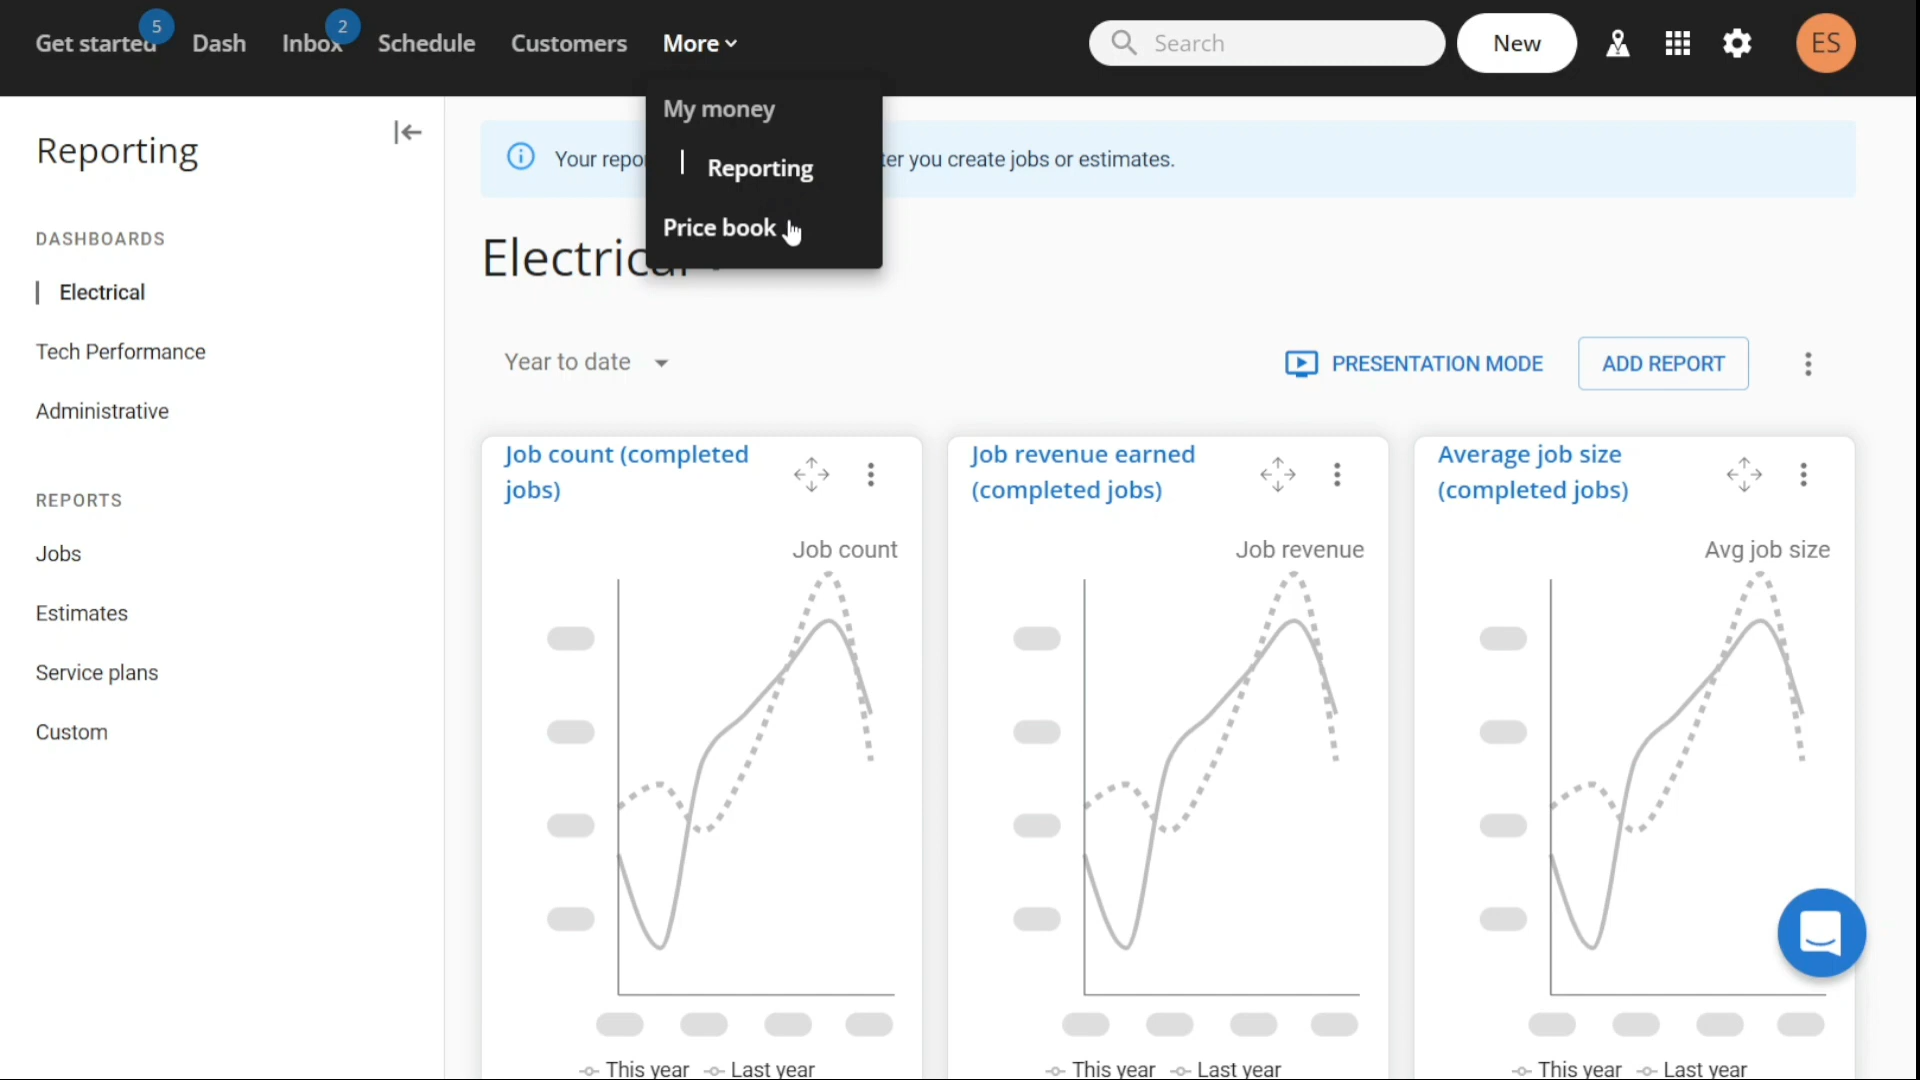 Get started 5 Dash Inbox 2 Schedule Customers More Search New ES
My money
Reporting
Price book
Reporting
DASHBOARDS
Electrical
Tech Performance
Administrative
REPORTS
Jobs
Estimates
Service plans
Custom
Your repo ter you create jobs or estimates.
Electrical
Year to date PRESENTATION MODE ADD REPORT
Job count (completed
jobs)
Job count
This year Last year
Job revenue earned
(completed jobs)
Job revenue
This year Last year
Average job size
(completed jobs)
Avg job size
This year Last year